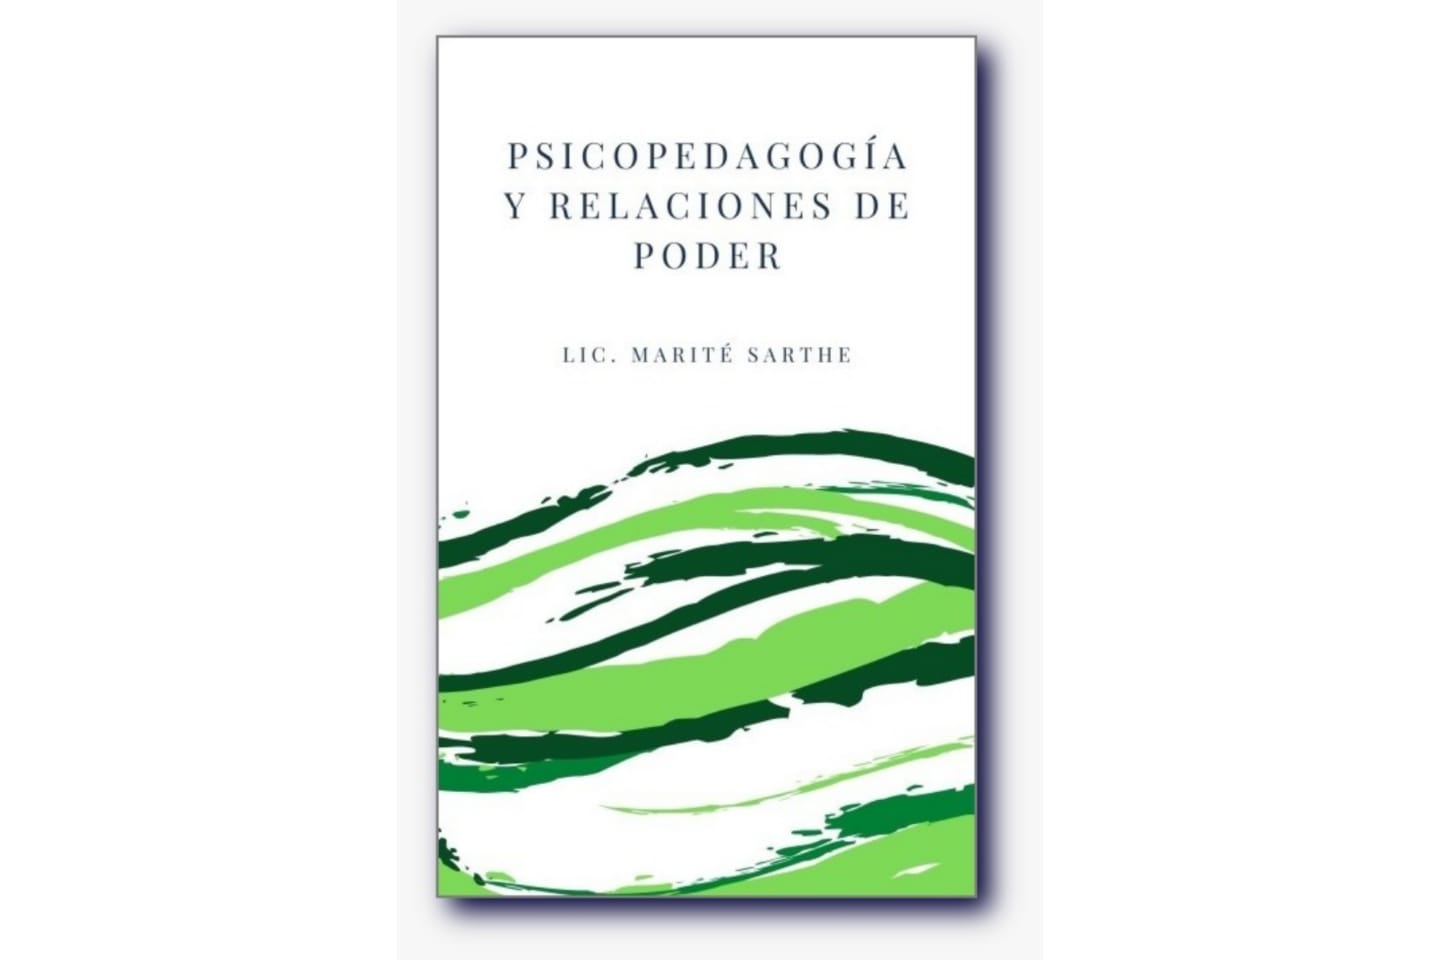 PSICOPEDAGOGÍA
Y RELACIONES DE
PODER
LIC. MARITÉ SARTHE